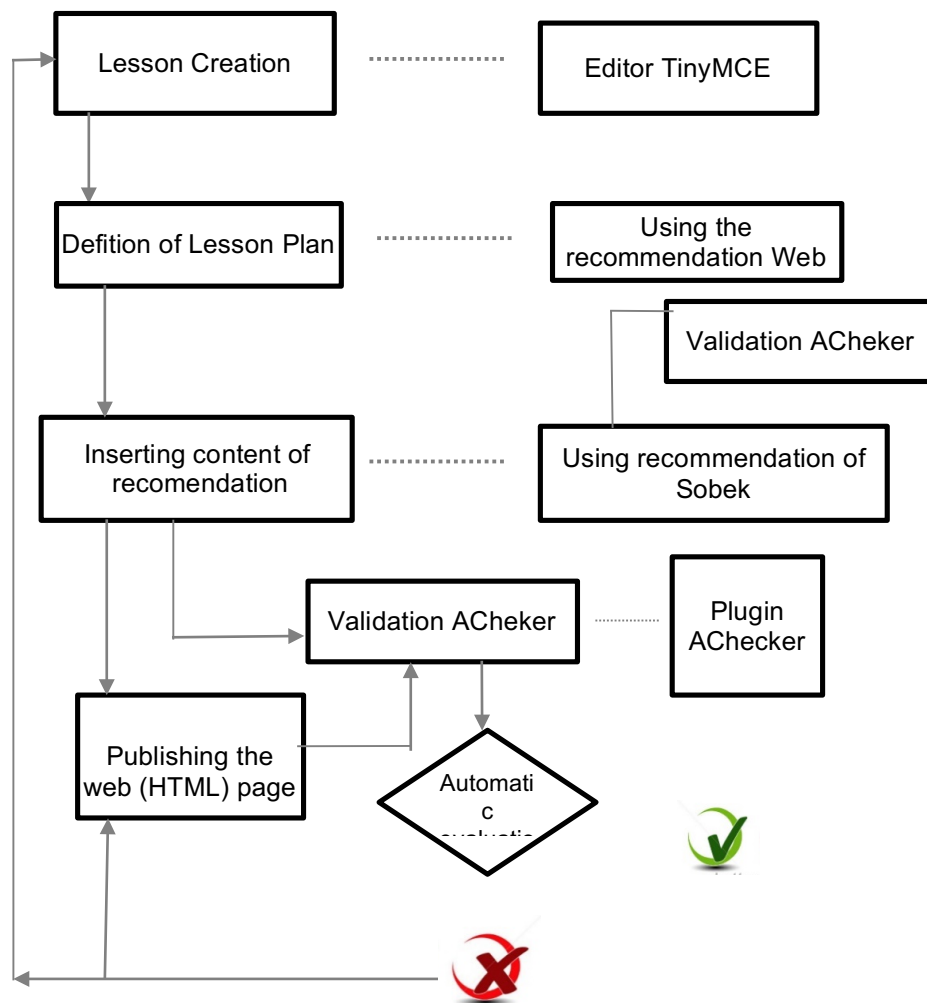 Lesson Creation
Editor TinyMCE
Defition of Lesson Plan
Using the
recommendation Web
Validation ACheker
Inserting content of
recomendation
Using recommendation of
Sobek
Validation ACheker
Plugin
AChecker
Publishing the
web (HTML) page
Automati
c